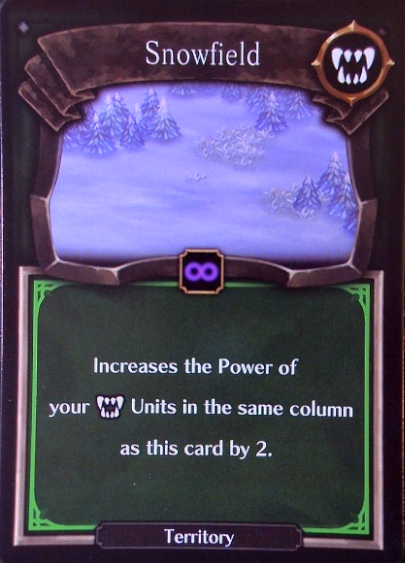 Snowfield
∞
Increases the Power of
your Units in the same column
as this card by 2.
Territory